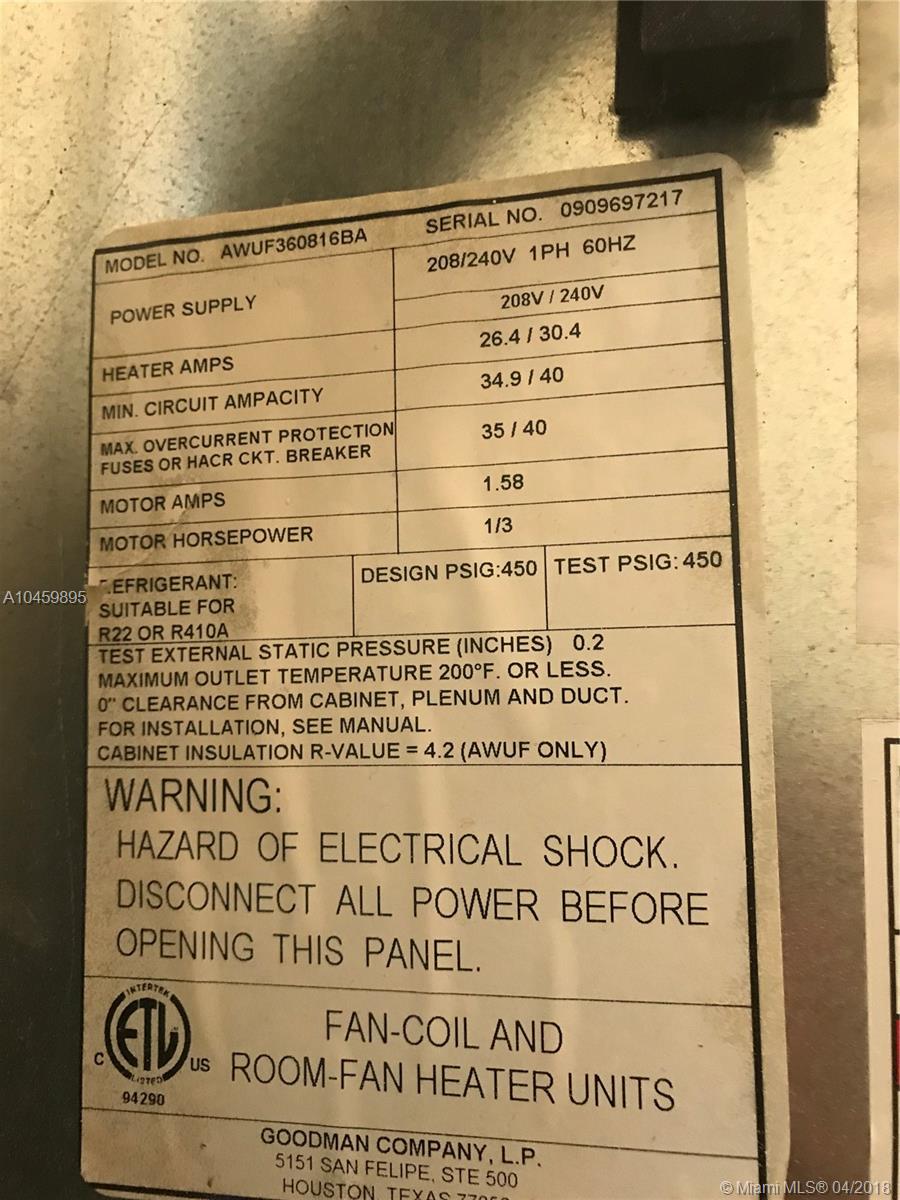 MODEL NO. AWUF360816BA SERIAL NO. 0909697217
POWER SUPPLY 208/240V 1PH 60HZ
208V / 240V
HEATER AMPS 26.4 / 30.4
MIN. CIRCUIT AMPACITY 34.9 / 40
MAX. OVERCURRENT PROTECTION
FUSES OR HACR CKT. BREAKER 35 / 40
MOTOR AMPS 1.58
MOTOR HORSEPOWER 1/3
.EFRIGERANT:
SUITABLE FOR
R22 OR R410A
DESIGN PSIG:450 TEST PSIG: 450
TEST EXTERNAL STATIC PRESSURE (INCHES) 0.2
MAXIMUM OUTLET TEMPERATURE 200°F. OR LESS.
0" CLEARANCE FROM CABINET, PLENUM AND DUCT.
FOR INSTALLATION, SEE MANUAL.
CABINET INSULATION R-VALUE = 4.2 (AWUF ONLY)
WARNING:
HAZARD OF ELECTRICAL SHOCK.
DISCONNECT ALL POWER BEFORE
OPENING THIS PANEL.
INTERTEK
ETL
C US
LISTED
94290
FAN-COIL AND
ROOM-FAN HEATER UNITS
GOODMAN COMPANY, L.P.
5151 SAN FELIPE, STE 500
HOUSTON, TEXAS
A10459895
© Miami MLS® 04/2018